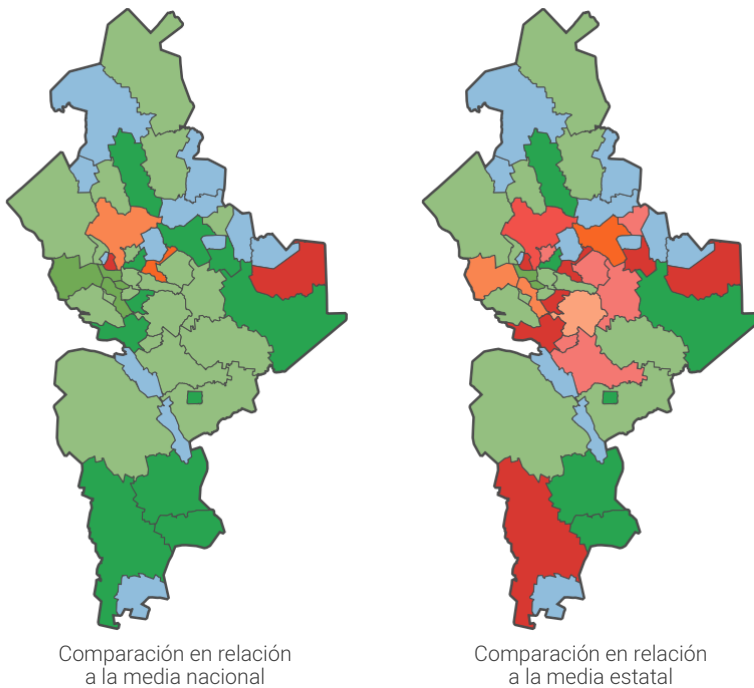 Comparación en relación
a la media nacional
Comparación en relación
a la media estatal